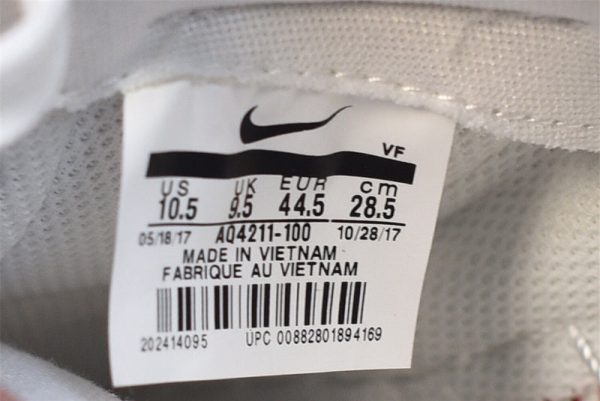 VF
US UK EUR cm
10.5 9.5 44.5 28.5
05/18/17 AQ4211-100 10/28/17
MADE IN VIETNAM
FABRIQUE AU VIETNAM
202414095 UPC 00882801894169